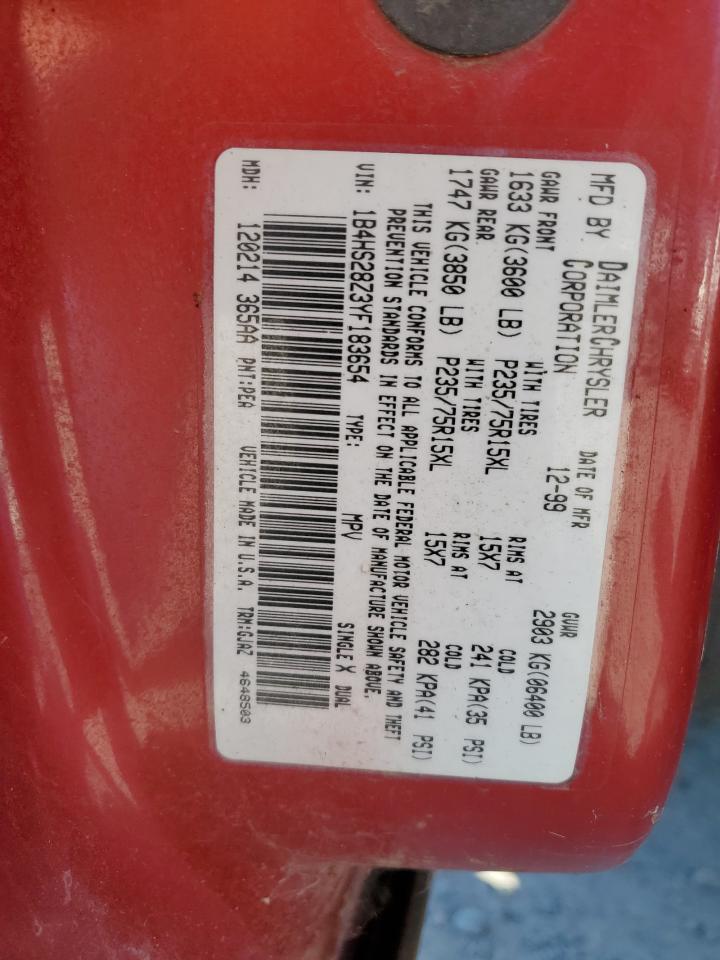 MFD BY DAIMLERCHRYSLER CORPORATION DATE OF MFR 12-99 GVWR 2903 KG(06400 LB)
GAWR FRONT WITH TIRES RIMS AT COLD
1633 KG(3600 LB) P235/75R15XL 15X7 241 KPA(35 PSI)
GAWR REAR WITH TIRES RIMS AT COLD
1747 KG(3850 LB) P235/75R15XL 15X7 282 KPA(41 PSI)
THIS VEHICLE CONFORMS TO ALL APPLICABLE FEDERAL MOTOR VEHICLE SAFETY AND THEFT
PREVENTION STANDARDS IN EFFECT ON THE DATE OF MANUFACTURE SHOWN ABOVE.
VIN: 1B4HS28Z3YF183654 TYPE: MPV SINGLE X DUAL
MDH: 120214 365AA PNT:PEA VEHICLE MADE IN U.S.A. TRM:GJAZ 4648503